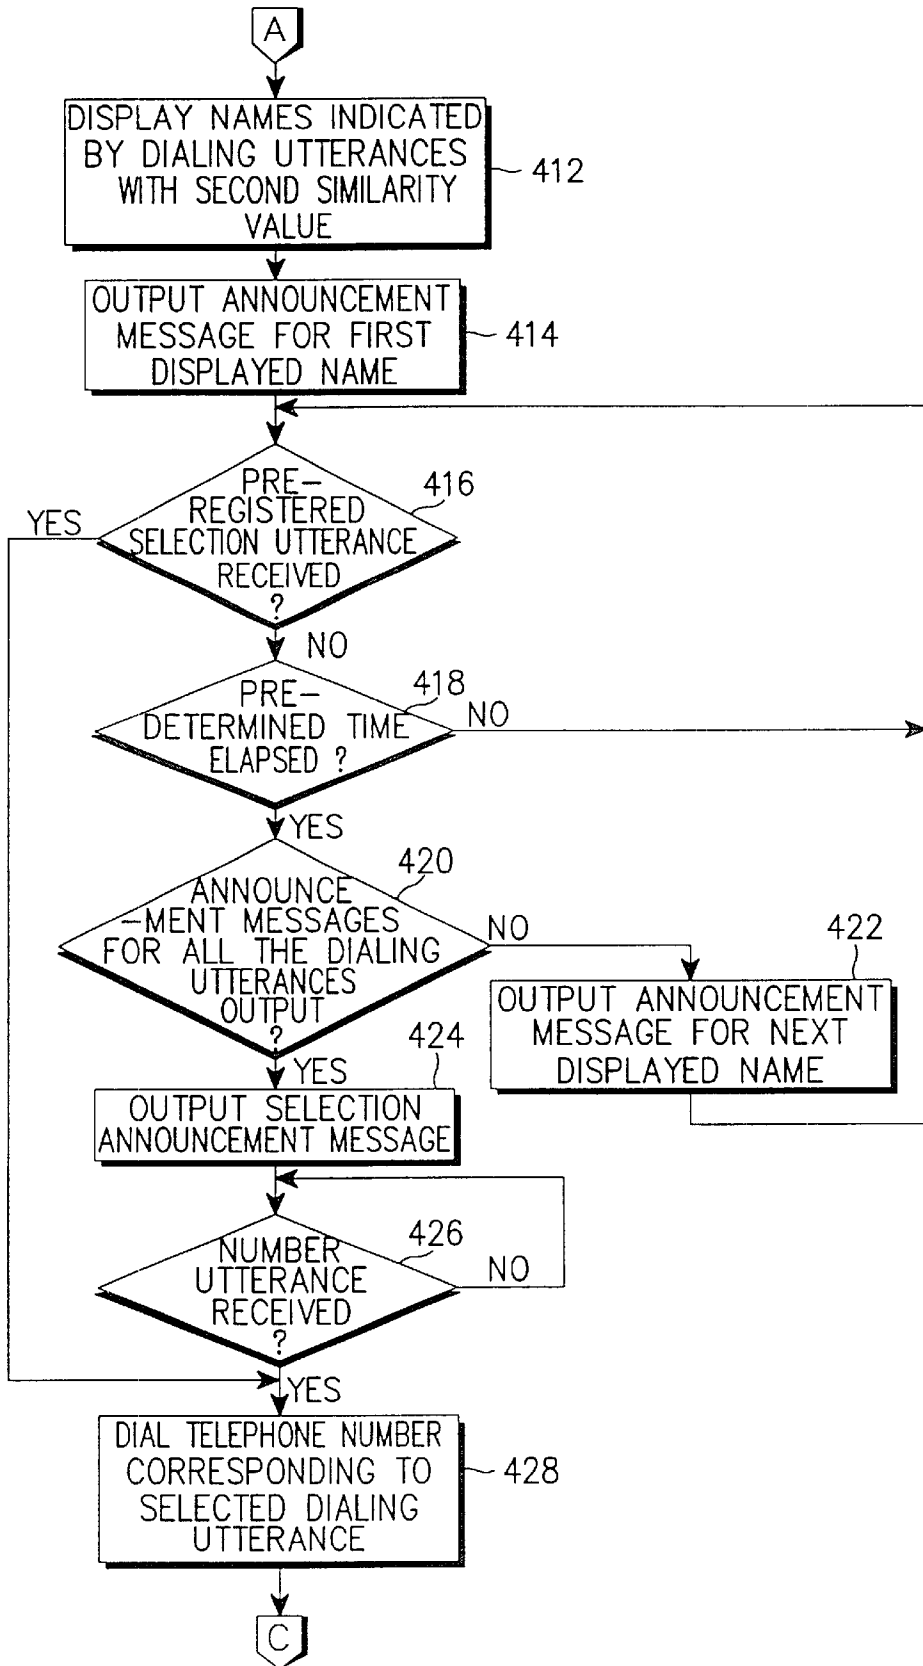 A
DISPLAY NAMES INDICATED
BY DIALING UTTERANCES
WITH SECOND SIMILARITY
VALUE
412
OUTPUT ANNOUNCEMENT
MESSAGE FOR FIRST
DISPLAYED NAME
414
PRE-
REGISTERED
SELECTION UTTERANCE
RECEIVED
?
416
YES
NO
PRE-
DETERMINED TIME
ELAPSED ?
418
NO
YES
ANNOUNCE
-MENT MESSAGES
FOR ALL THE DIALING
UTTERANCES
OUTPUT
?
420
NO
422
OUTPUT ANNOUNCEMENT
MESSAGE FOR NEXT
DISPLAYED NAME
YES
424
OUTPUT SELECTION
ANNOUNCEMENT MESSAGE
NUMBER
UTTERANCE
RECEIVED
?
426
NO
YES
DIAL TELEPHONE NUMBER
CORRESPONDING TO
SELECTED DIALING
UTTERANCE
428
C